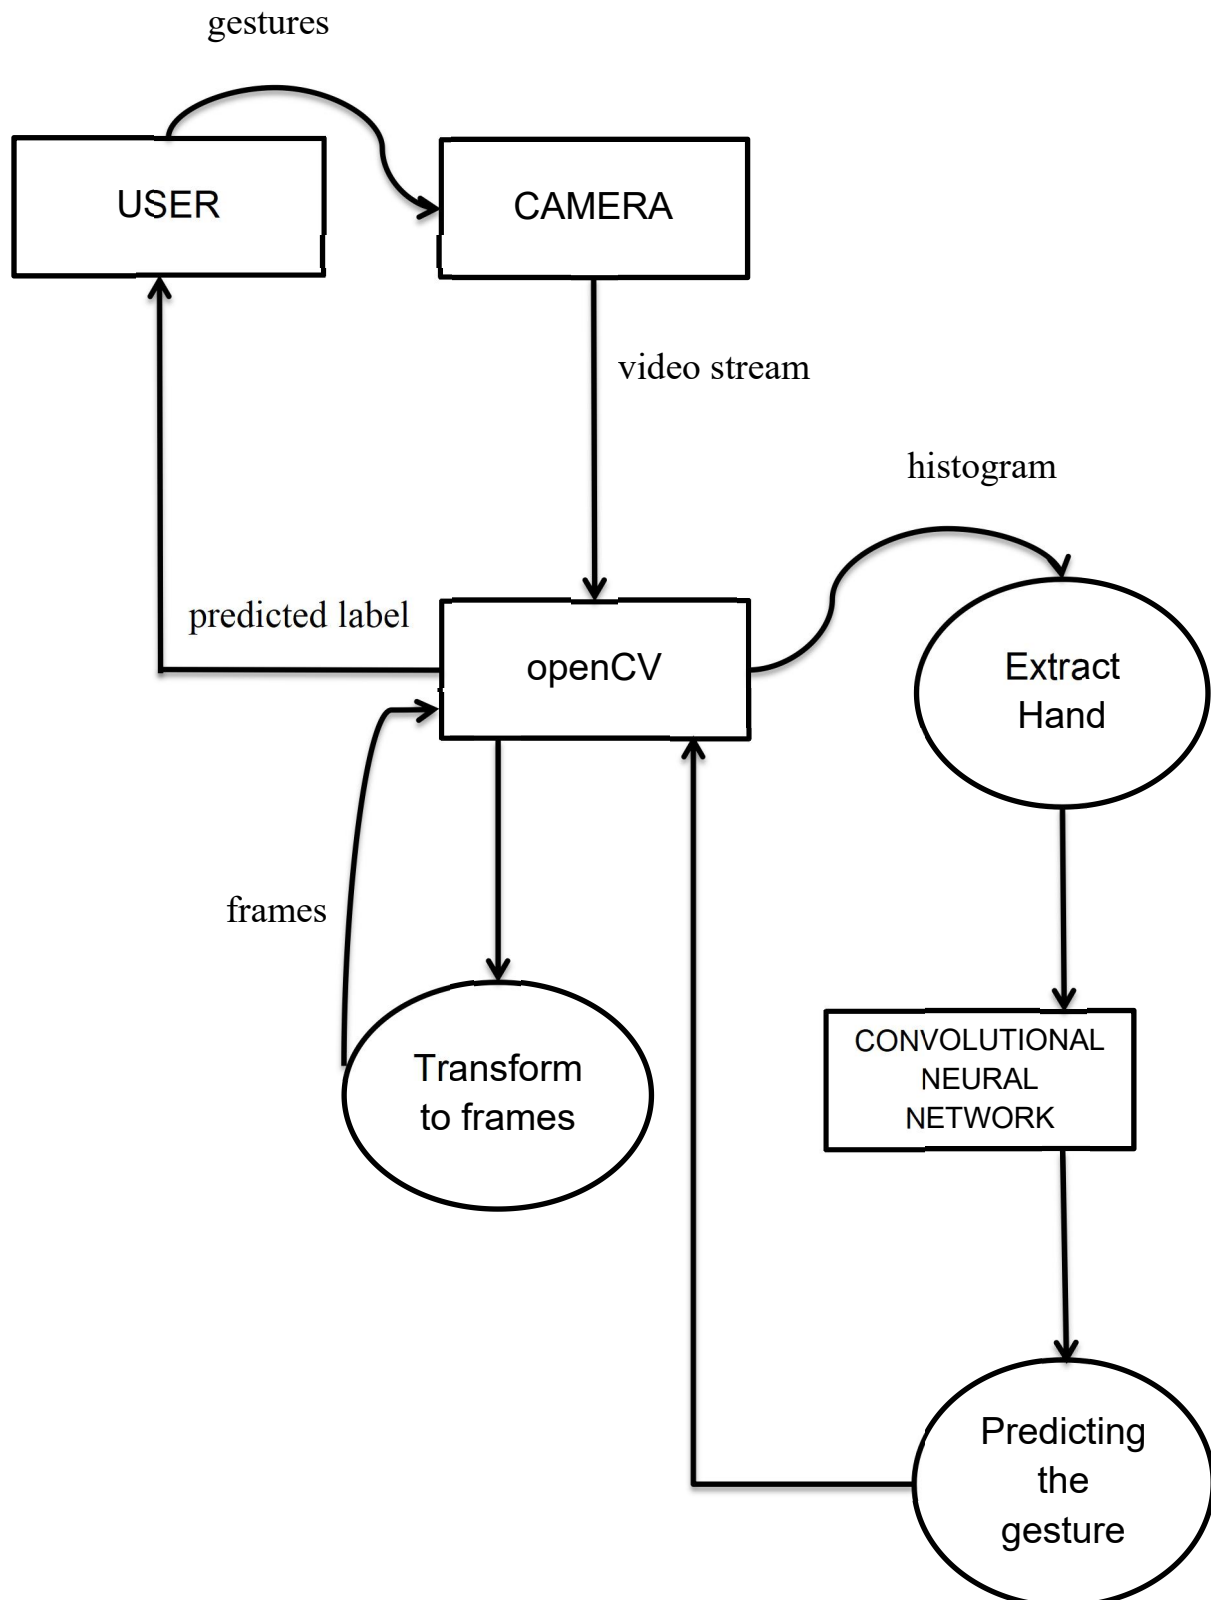 gestures
USER
CAMERA
video stream
histogram
predicted label
openCV
Extract
Hand
frames
Transform
to frames
CONVOLUTIONAL
NEURAL
NETWORK
Predicting
the
gesture